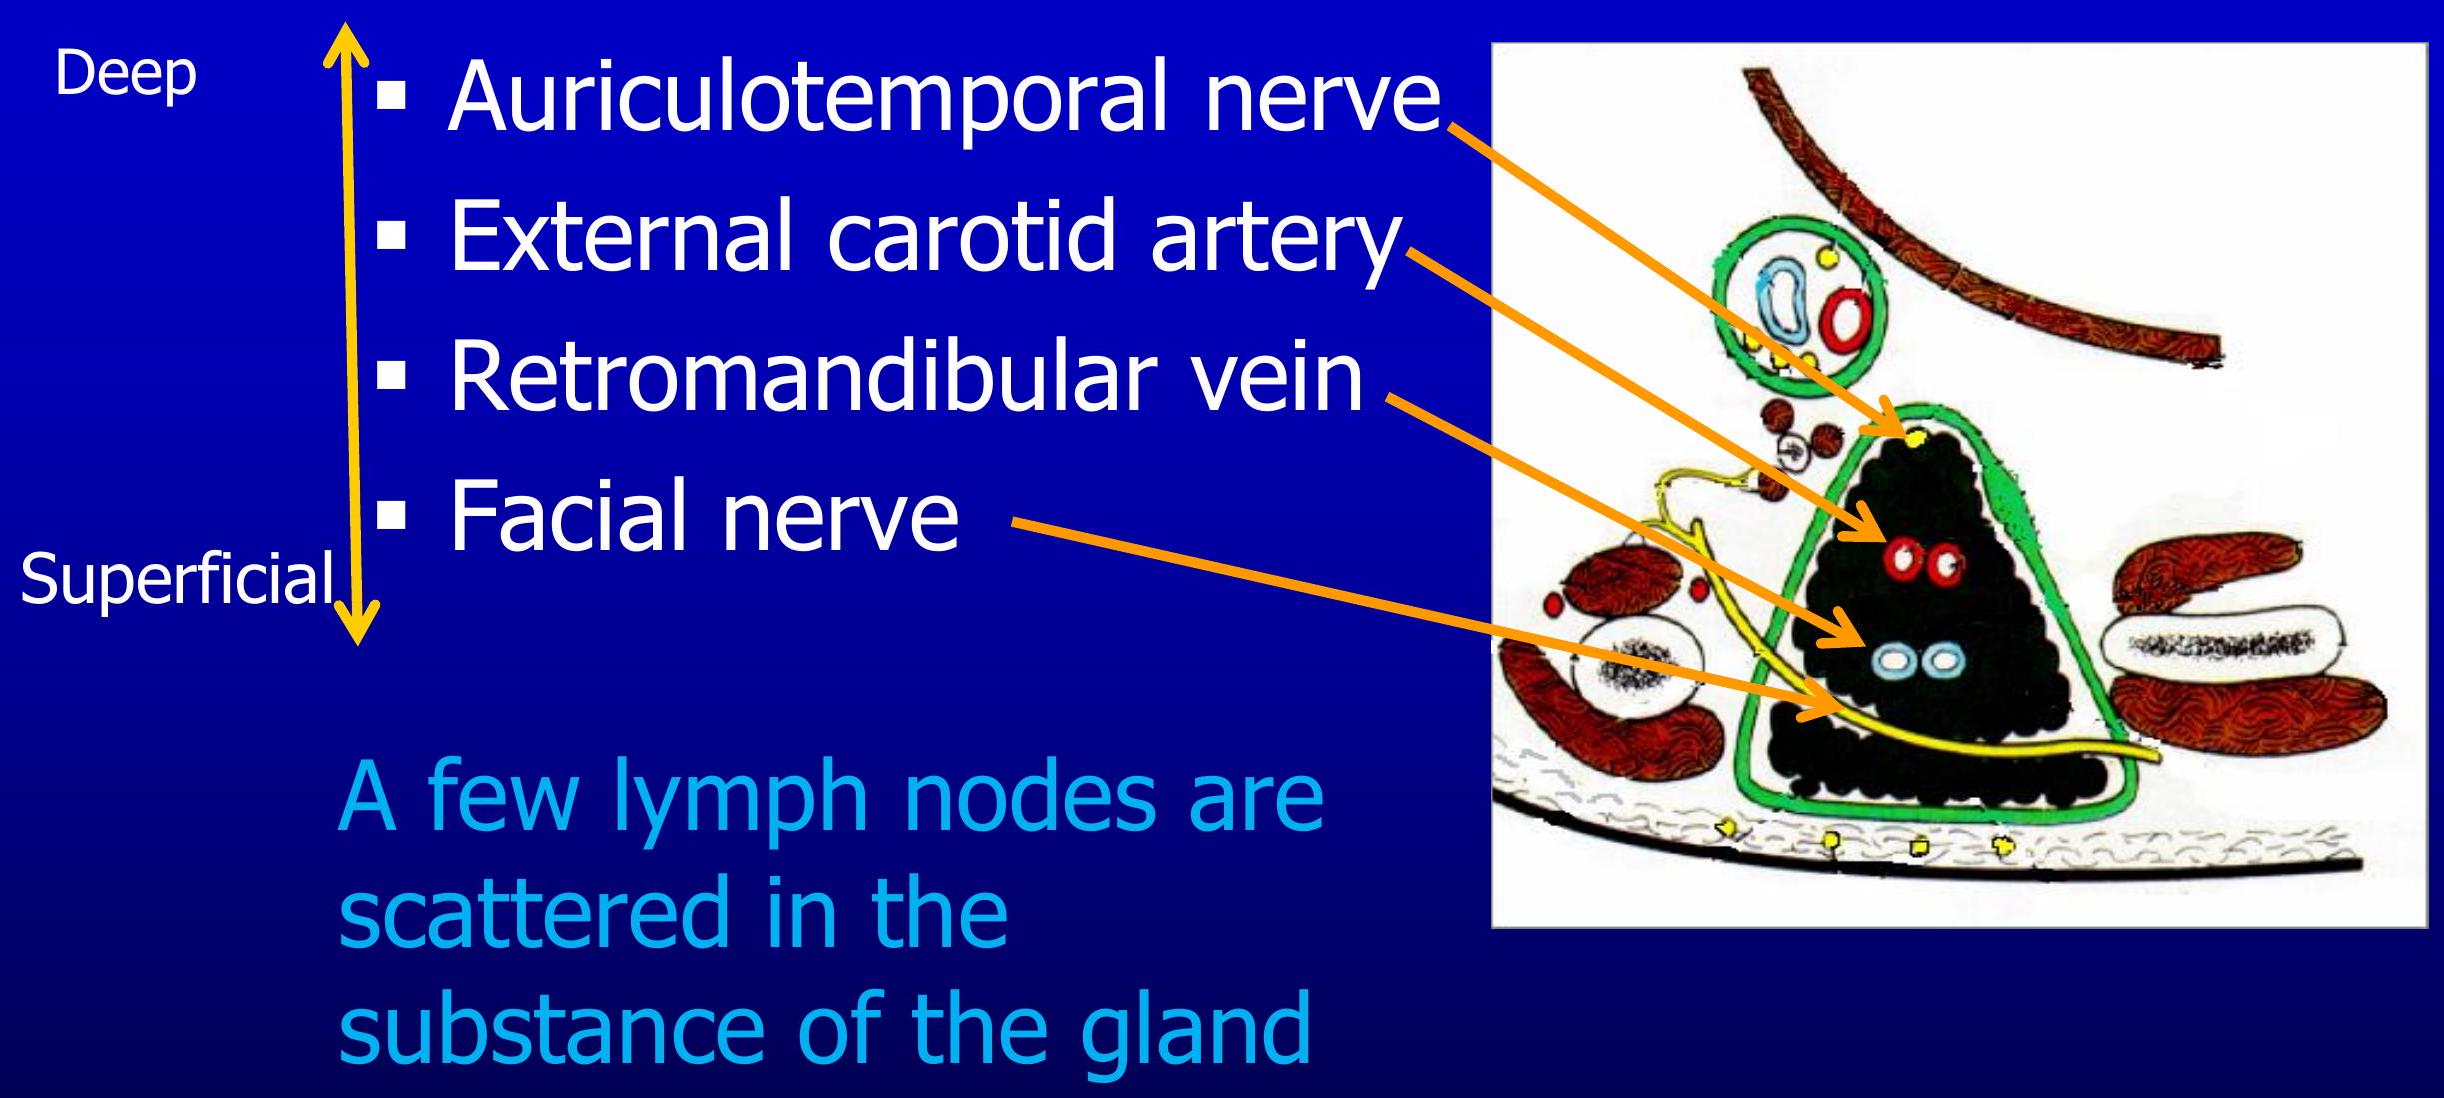 Deep
▪ Auriculotemporal nerve
▪ External carotid artery
▪ Retromandibular vein
▪ Facial nerve
Superficial
A few lymph nodes are
scattered in the
substance of the gland